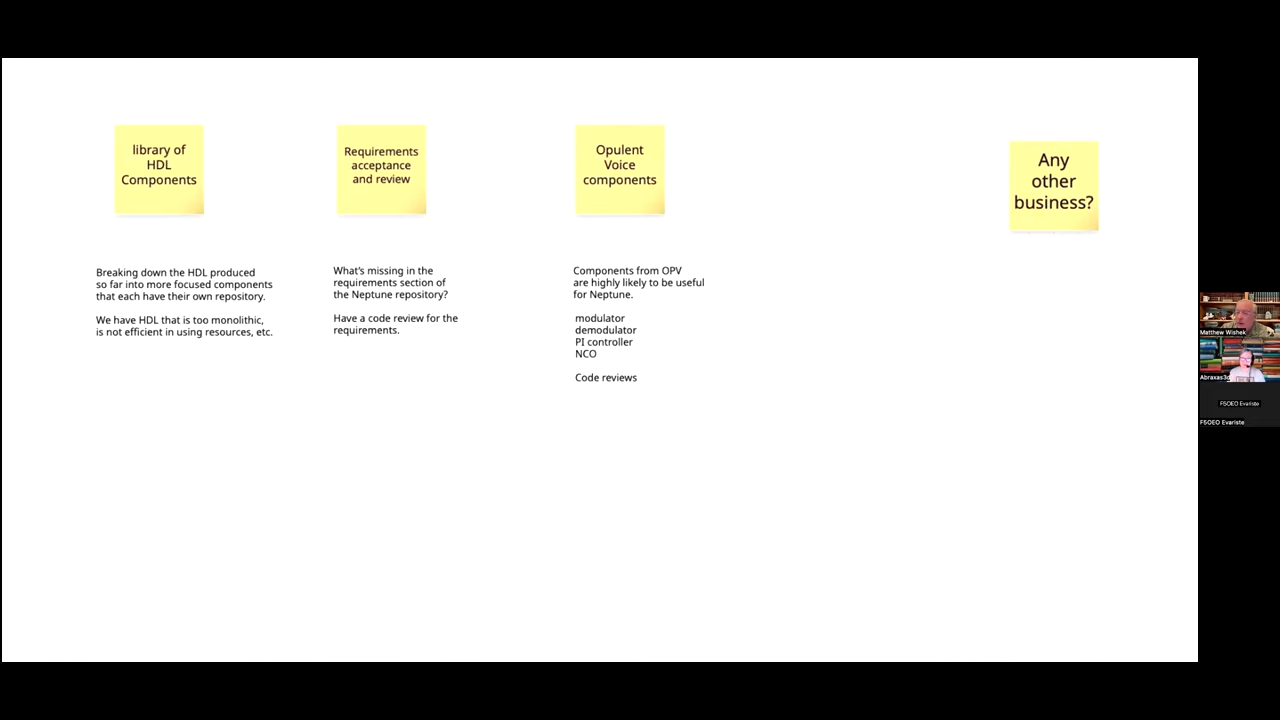 library of
HDL
Components
Requirements
acceptance
and review
Opulent
Voice
components
Any
other
business?
Breaking down the HDL produced
so far into more focused components
that each have their own repository.
We have HDL that is too monolithic,
is not efficient in using resources, etc.
What's missing in the
requirements section of
the Neptune repository?
Have a code review for the
requirements.
Components from OPV
are highly likely to be useful
for Neptune.
modulator
demodulator
PI controller
NCO
Code reviews
Matthew Wishek
Abraxas3d
F5OEO Evariste
F5OEO Evariste